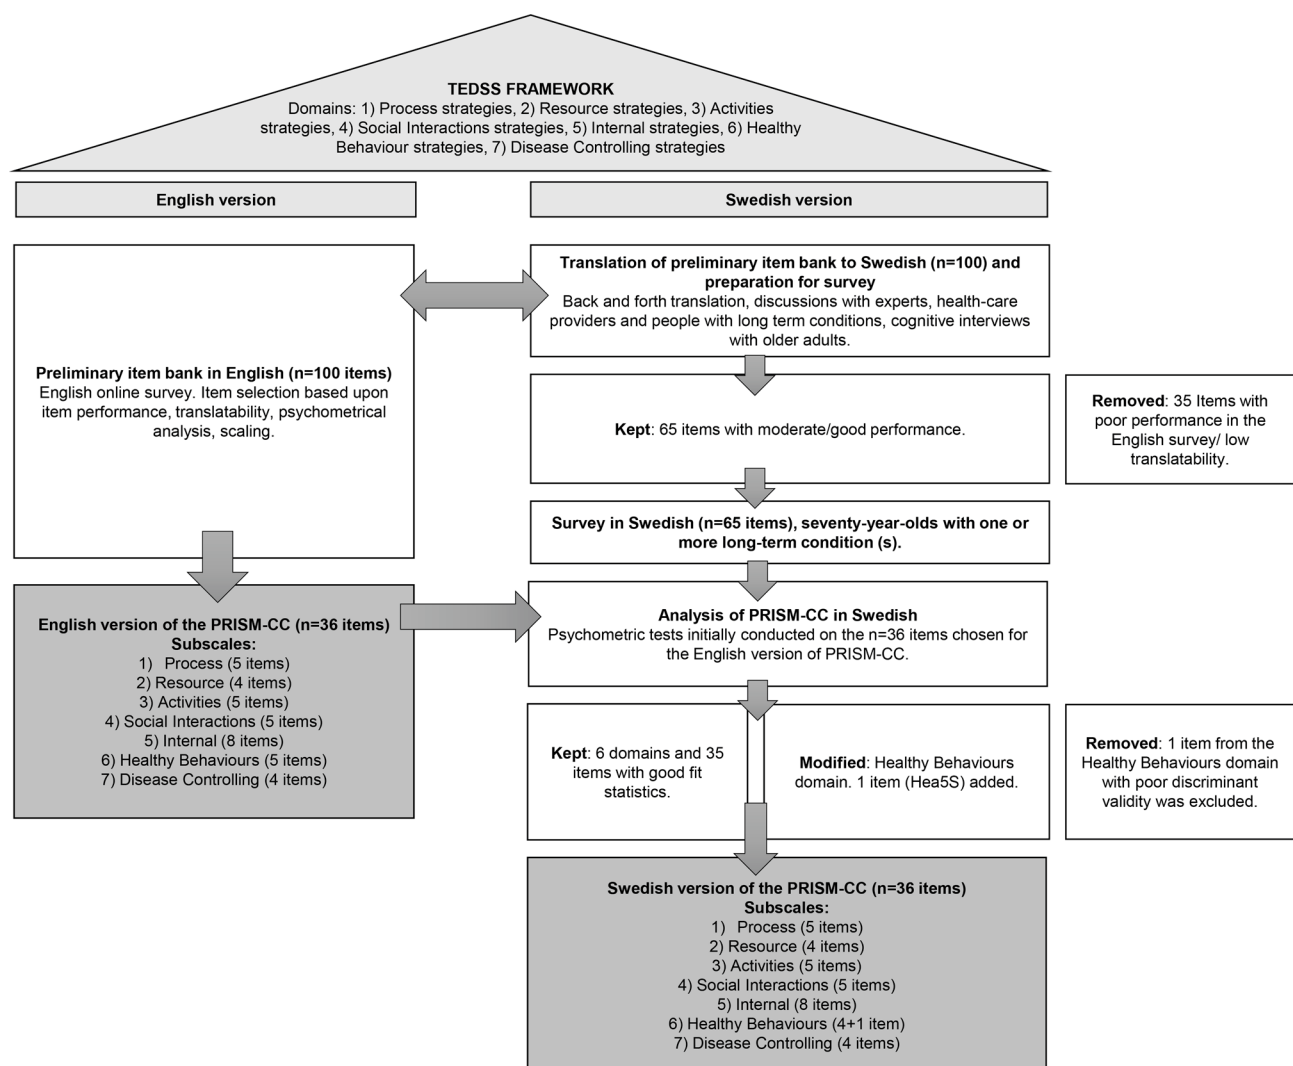 TEDSS FRAMEWORK
Domains: 1) Process strategies, 2) Resource strategies, 3) Activities
strategies, 4) Social Interactions strategies, 5) Internal strategies, 6) Healthy
Behaviour strategies, 7) Disease Controlling strategies
English version
Swedish version
Preliminary item bank in English (n=100 items)
English online survey. Item selection based upon
item performance, translatability, psychometrical
analysis, scaling.
Translation of preliminary item bank to Swedish (n=100) and
preparation for survey
Back and forth translation, discussions with experts, health-care
providers and people with long term conditions, cognitive interviews
with older adults.
Kept: 65 items with moderate/good performance.
Removed: 35 Items with
poor performance in the
English survey/ low
translatability.
Survey in Swedish (n=65 items), seventy-year-olds with one or
more long-term condition (s).
English version of the PRISM-CC (n=36 items)
Subscales:
1) Process (5 items)
2) Resource (4 items)
3) Activities (5 items)
4) Social Interactions (5 items)
5) Internal (8 items)
6) Healthy Behaviours (5 items)
7) Disease Controlling (4 items)
Analysis of PRISM-CC in Swedish
Psychometric tests initially conducted on the n=36 items chosen for
the English version of PRISM-CC.
Kept: 6 domains and 35
items with good fit
statistics.
Modified: Healthy Behaviours
domain. 1 item (Hea5S) added.
Removed: 1 item from the
Healthy Behaviours domain
with poor discriminant
validity was excluded.
Swedish version of the PRISM-CC (n=36 items)
Subscales:
1) Process (5 items)
2) Resource (4 items)
3) Activities (5 items)
4) Social Interactions (5 items)
5) Internal (8 items)
6) Healthy Behaviours (4+1 item)
7) Disease Controlling (4 items)